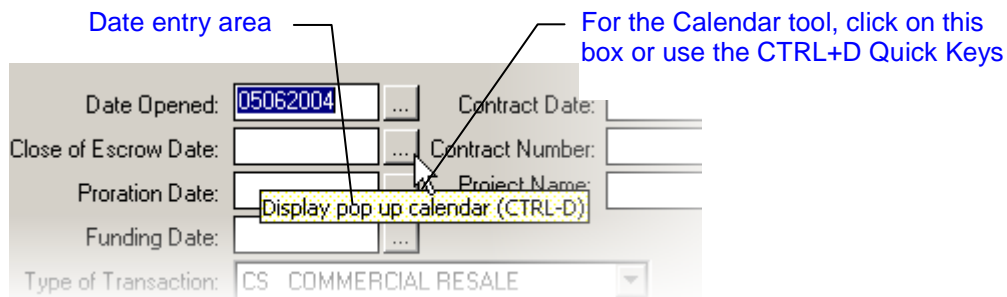 Date entry area
For the Calendar tool, click on this
box or use the CTRL+D Quick Keys
Date Opened: 05062004 ... Contract Date:
Close of Escrow Date: ... Contract Number:
Proration Date: Project Name:
Display pop up calendar (CTRL-D)
Funding Date: ...
Type of Transaction: CS COMMERCIAL RESALE